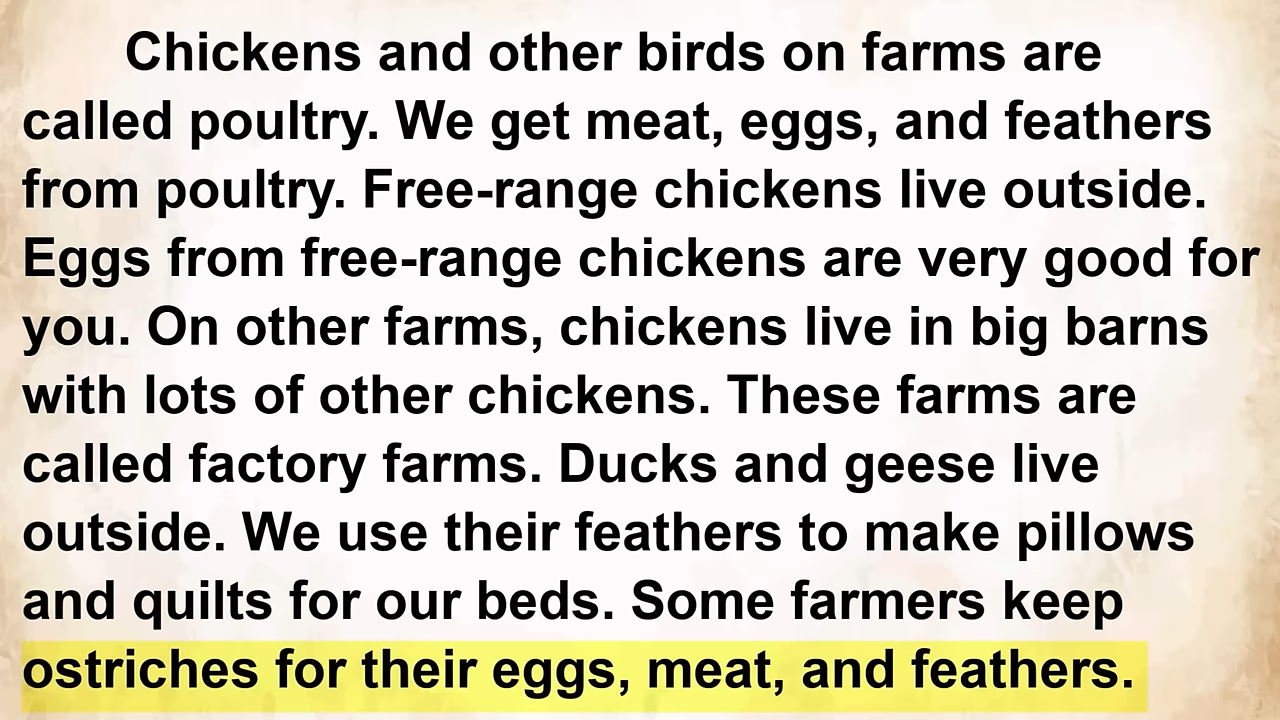 Chickens and other birds on farms are
called poultry. We get meat, eggs, and feathers
from poultry. Free-range chickens live outside.
Eggs from free-range chickens are very good for
you. On other farms, chickens live in big barns
with lots of other chickens. These farms are
called factory farms. Ducks and geese live
outside. We use their feathers to make pillows
and quilts for our beds. Some farmers keep
ostriches for their eggs, meat, and feathers.